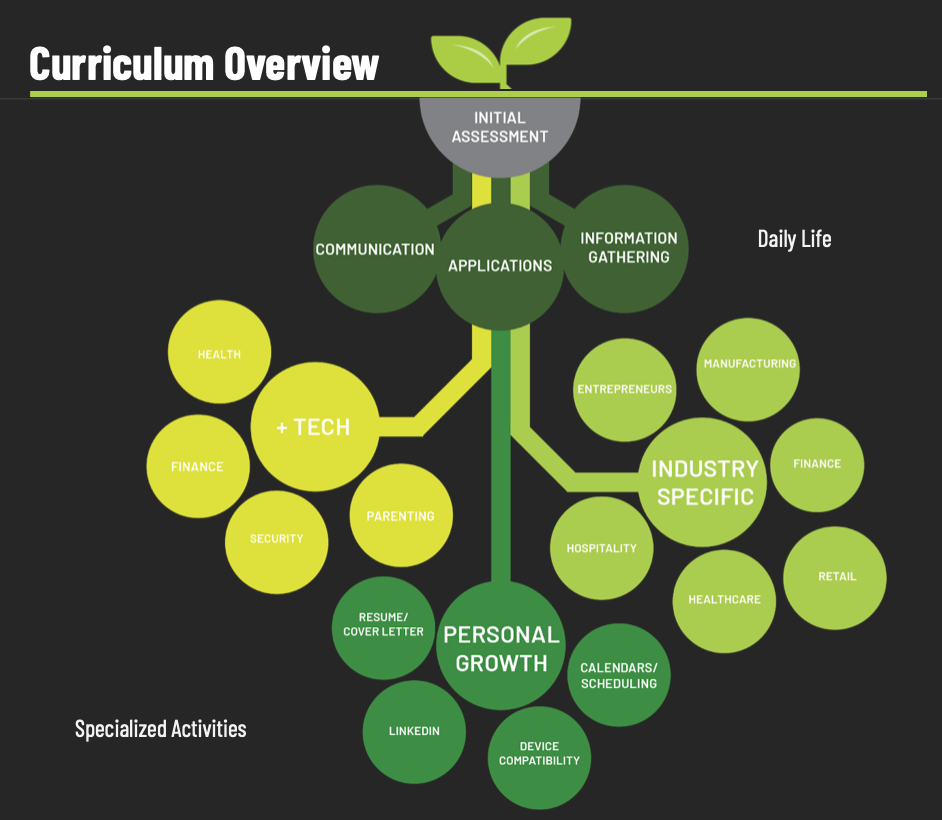 Curriculum Overview
INITIAL
ASSESSMENT
COMMUNICATION
APPLICATIONS
INFORMATION
GATHERING
Daily Life
HEALTH
+ TECH
FINANCE
SECURITY
PARENTING
ENTREPRENEURS
MANUFACTURING
INDUSTRY
SPECIFIC
FINANCE
HOSPITALITY
HEALTHCARE
RETAIL
RESUME/
COVER LETTER
PERSONAL
GROWTH
CALENDARS/
SCHEDULING
LINKEDIN
DEVICE
COMPATIBILITY
Specialized Activities